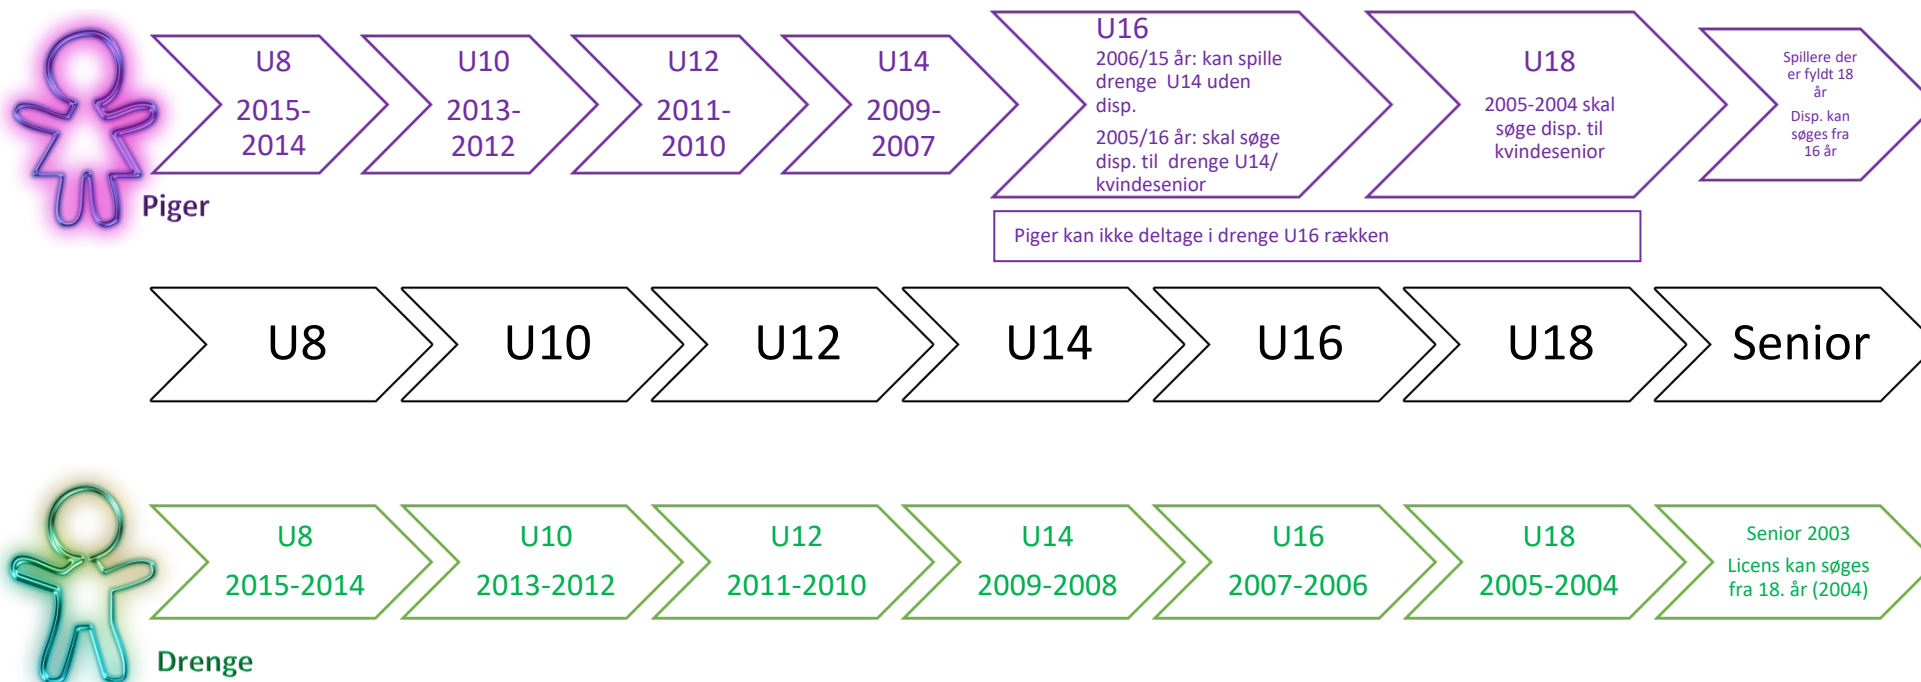 U8
2015-
2014
U10
2013-
2012
U12
2011-
2010
U14
2009-
2007
U16
2006/15 år: kan spille
drenge U14 uden
disp.
2005/16 år: skal søge
disp. til drenge U14/
kvindesenior
U18
2005-2004 skal
søge disp. til
kvindesenior
Spillere der
er fyldt 18
år
Disp. kan
søges fra
16 år
Piger
Piger kan ikke deltage i drenge U16 rækken
U8
U10
U12
U14
U16
U18
Senior
U8
2015-2014
U10
2013-2012
U12
2011-2010
U14
2009-2008
U16
2007-2006
U18
2005-2004
Senior 2003
Licens kan søges
fra 18. år (2004)
Drenge